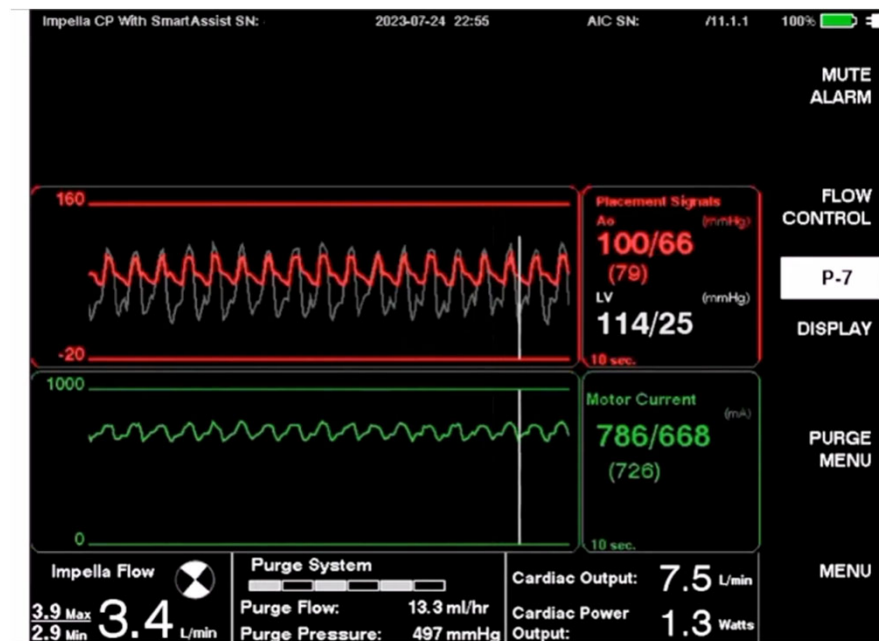 Impella CP With SmartAssist SN: 2023-07-24 22:55 AIC SN: /11.1.1 100%
MUTE
ALARM
160
-20
Placement Signals
Ao (mmHg)
100/66
(79)
LV (mmHg)
114/25
10 sec.
FLOW
CONTROL
P-7
DISPLAY
1000
0
Motor Current
(mA)
786/668
(726)
10 sec.
PURGE
MENU
Impella Flow
3.9 Max
2.9 Min
3.4 L/min
Purge System
Purge Flow: 13.3 ml/hr
Purge Pressure: 497 mmHg
Cardiac Output: 7.5 L/min
Cardiac Power
Output: 1.3 Watts
MENU